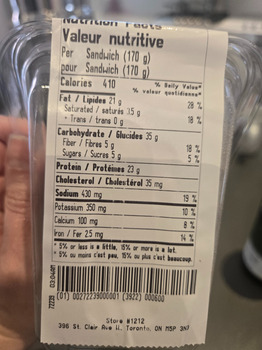 Nutrition Facts
Valeur nutritive
Per Sandwich (170 g)
pour Sandwich (170 g)
Calories 410
% Daily Value*
% valeur quotidienne*
Fat / Lipides 21 g 28 %
Saturated / saturés 3.5 g
+ Trans / trans 0 g 18 %
Carbohydrate / Glucides 35 g
Fiber / Fibres 5 g 18 %
Sugars / Sucres 5 g 5 %
Protein / Protéines 23 g
Cholesterol / Cholestérol 35 mg
Sodium 430 mg 19 %
Potassium 350 mg 10 %
Calcium 100 mg 8 %
Iron / Fer 2.5 mg 14 %
* 5% or less is a little, 15% or more is a lot.
* 5% ou moins c'est peu, 15% ou plus c'est beaucoup.
(01) 00272239000001 (3922) 000600
Store #1212
396 St. Clair Ave W. Toronto, ON M5P 3N7